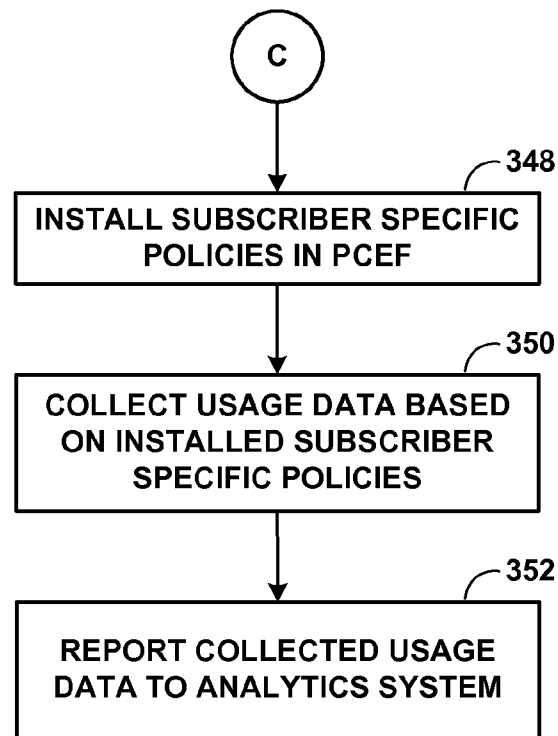 C
348
INSTALL SUBSCRIBER SPECIFIC
POLICIES IN PCEF
350
COLLECT USAGE DATA BASED
ON INSTALLED SUBSCRIBER
SPECIFIC POLICIES
352
REPORT COLLECTED USAGE
DATA TO ANALYTICS SYSTEM